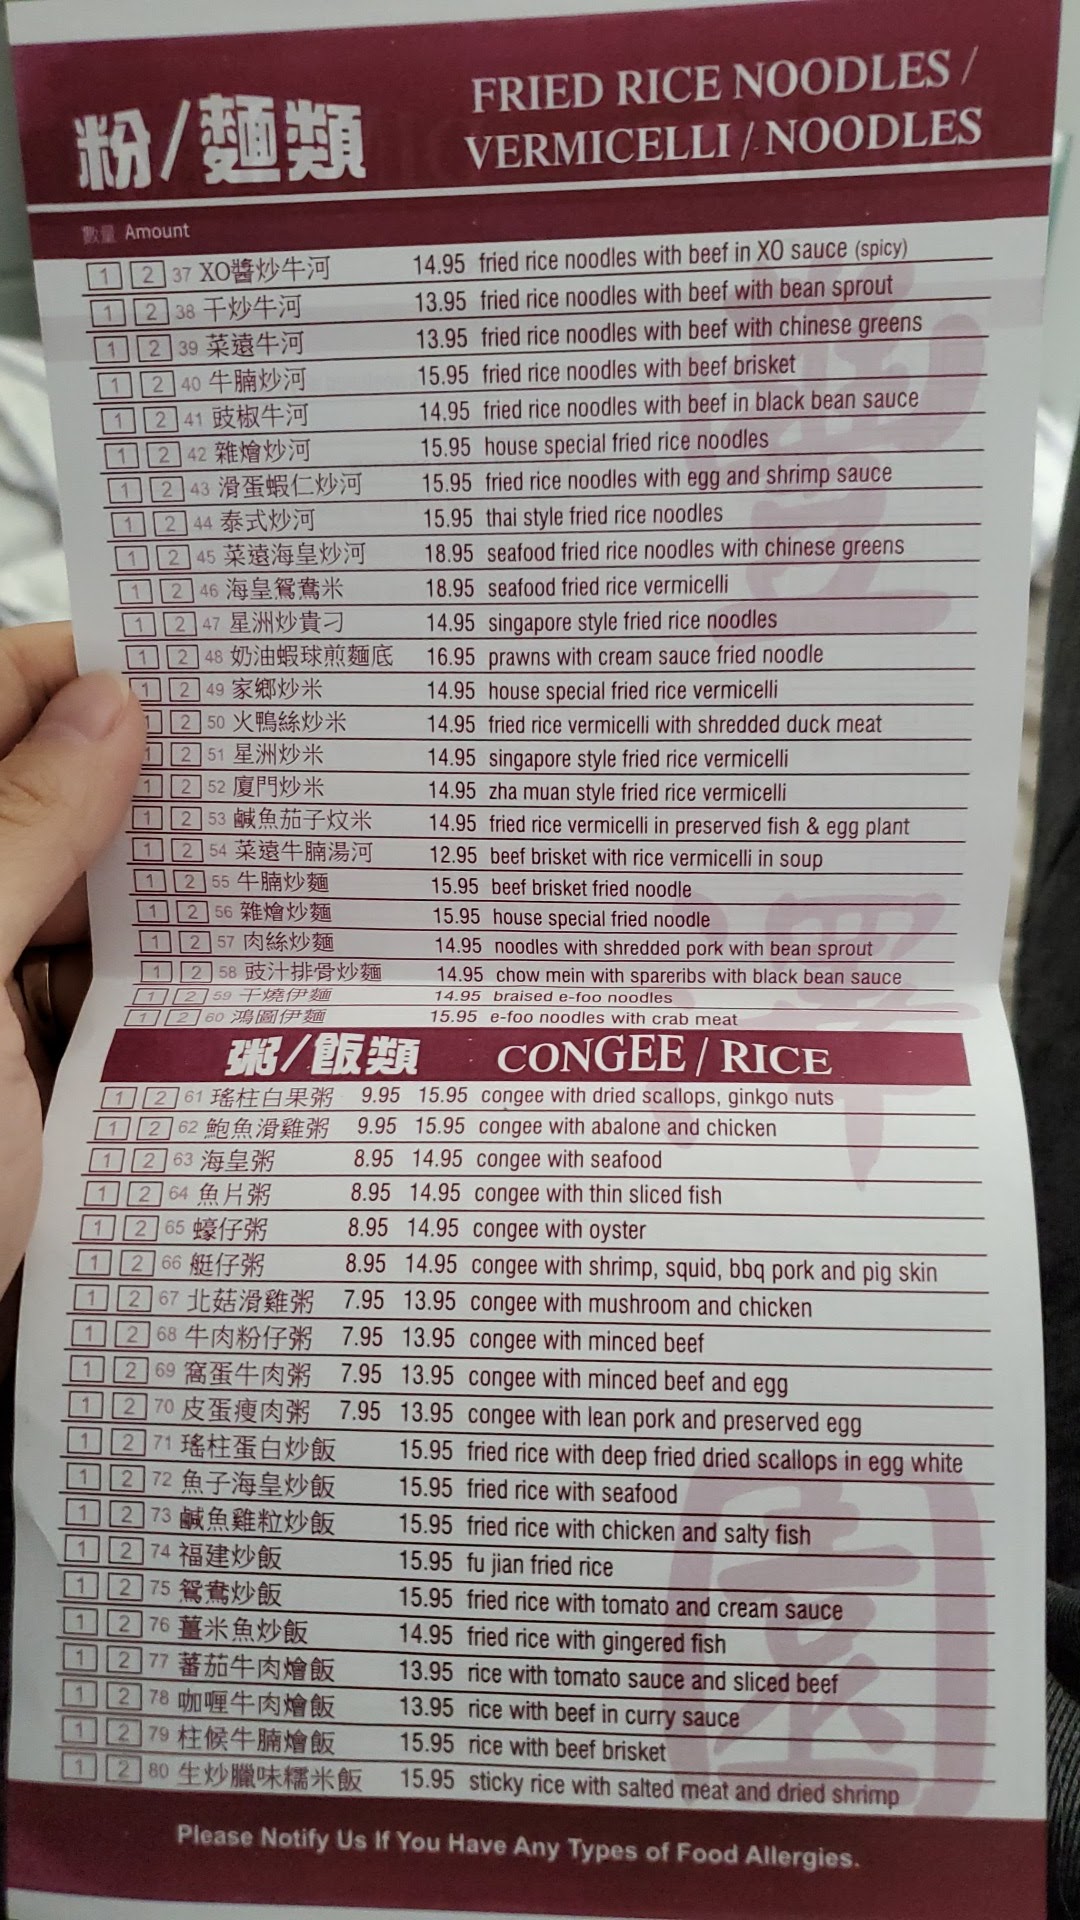 粉/麵類
FRIED RICE NOODLES /
VERMICELLI / NOODLES
數量 Amount
1 2 37 XO醬炒牛河 14.95 fried rice noodles with beef in XO sauce (spicy)
1 2 38 干炒牛河 13.95 fried rice noodles with beef with bean sprout
1 2 39 菜遠牛河 13.95 fried rice noodles with beef with chinese greens
1 2 40 牛腩炒河 15.95 fried rice noodles with beef brisket
1 2 41 豉椒牛河 14.95 fried rice noodles with beef in black bean sauce
1 2 42 雜燴炒河 15.95 house special fried rice noodles
1 2 43 滑蛋蝦仁炒河 15.95 fried rice noodles with egg and shrimp sauce
1 2 44 泰式炒河 15.95 thai style fried rice noodles
1 2 45 菜遠海皇炒河 18.95 seafood fried rice noodles with chinese greens
1 2 46 海皇鴛鴦米 18.95 seafood fried rice vermicelli
1 2 47 星洲炒貴刁 14.95 singapore style fried rice noodles
1 2 48 奶油蝦球煎麵底 16.95 prawns with cream sauce fried noodle
1 2 49 家鄉炒米 14.95 house special fried rice vermicelli
1 2 50 火鴨絲炒米 14.95 fried rice vermicelli with shredded duck meat
1 2 51 星洲炒米 14.95 singapore style fried rice vermicelli
1 2 52 廈門炒米 14.95 zha muan style fried rice vermicelli
1 2 53 鹹魚茄子炆米 14.95 fried rice vermicelli in preserved fish & egg plant
1 2 54 菜遠牛腩湯河 12.95 beef brisket with rice vermicelli in soup
1 2 55 牛腩炒麵 15.95 beef brisket fried noodle
1 2 56 雜燴炒麵 15.95 house special fried noodle
1 2 57 肉絲炒麵 14.95 noodles with shredded pork with bean sprout
1 2 58 豉汁排骨炒麵 14.95 chow mein with spareribs with black bean sauce
1 2 59 干燒伊麵 14.95 braised e-foo noodles
1 2 60 鴻圖伊麵 15.95 e-foo noodles with crab meat
粥/飯類 CONGEE / RICE
1 2 61 瑤柱白果粥 9.95 15.95 congee with dried scallops, ginkgo nuts
1 2 62 鮑魚滑雞粥 9.95 15.95 congee with abalone and chicken
1 2 63 海皇粥 8.95 14.95 congee with seafood
1 2 64 魚片粥 8.95 14.95 congee with thin sliced fish
1 2 65 蠔仔粥 8.95 14.95 congee with oyster
1 2 66 艇仔粥 8.95 14.95 congee with shrimp, squid, bbq pork and pig skin
1 2 67 北菇滑雞粥 7.95 13.95 congee with mushroom and chicken
1 2 68 牛肉粉仔粥 7.95 13.95 congee with minced beef
1 2 69 窩蛋牛肉粥 7.95 13.95 congee with minced beef and egg
1 2 70 皮蛋瘦肉粥 7.95 13.95 congee with lean pork and preserved egg
1 2 71 瑤柱蛋白炒飯 15.95 fried rice with deep fried dried scallops in egg white
1 2 72 魚子海皇炒飯 15.95 fried rice with seafood
1 2 73 鹹魚雞粒炒飯 15.95 fried rice with chicken and salty fish
1 2 74 福建炒飯 15.95 fu jian fried rice
1 2 75 鴛鴦炒飯 15.95 fried rice with tomato and cream sauce
1 2 76 薑米魚炒飯 14.95 fried rice with gingered fish
1 2 77 蕃茄牛肉燴飯 13.95 rice with tomato sauce and sliced beef
1 2 78 咖喱牛肉燴飯 13.95 rice with beef in curry sauce
1 2 79 柱候牛腩燴飯 15.95 rice with beef brisket
1 2 80 生炒臘味糯米飯 15.95 sticky rice with salted meat and dried shrimp
Please Notify Us If You Have Any Types of Food Allergies.